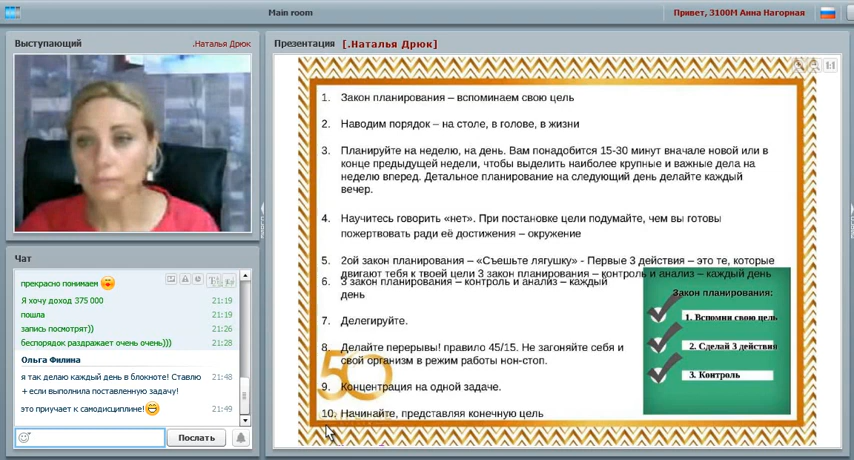 Main room
Привет, 3100М Анна Нагорная
Выступающий
.Наталья Дрюк
Чат
прекрасно понимаем
Я хочу доход 375 000 21:19
пошла 21:19
запись посмотрят)) 21:26
беспорядок раздражает очень очень))) 21:28
Ольга Филина
я так делаю каждый день в блокноте! Ставлю 21:48
+если выполнила поставленную задачу!
это приучает к самодисциплине! 21:49
Послать
Презентация [.Наталья Дрюк]
1:1
1. Закон планирования – вспоминаем свою цель
2. Наводим порядок – на столе, в голове, в жизни
3. Планируйте на неделю, на день. Вам понадобится 15-30 минут вначале новой или в
конце предыдущей недели, чтобы выделить наиболее крупные и важные дела на
неделю вперед. Детальное планирование на следующий день делайте каждый
вечер.
4. Научитесь говорить «нет». При постановке цели подумайте, чем вы готовы
пожертвовать ради её достижения – окружение
5. 2ой закон планирования – «Съешьте лягушку» - Первые 3 действия – это те, которые
двигают тебя к твоей цели 3 закон планирования – контроль и анализ – каждый день
6. 3 закон планирования – контроль и анализ – каждый
день
7. Делегируйте.
8. Делайте перерывы! правило 45/15. Не загоняйте себя и
свой организм в режим работы нон-стоп.
9. Концентрация на одной задаче.
10. Начинайте, представляя конечную цель
50
Закон планирования:
1. Вспомни свою цель
2. Сделай 3 действия
3. Контроль